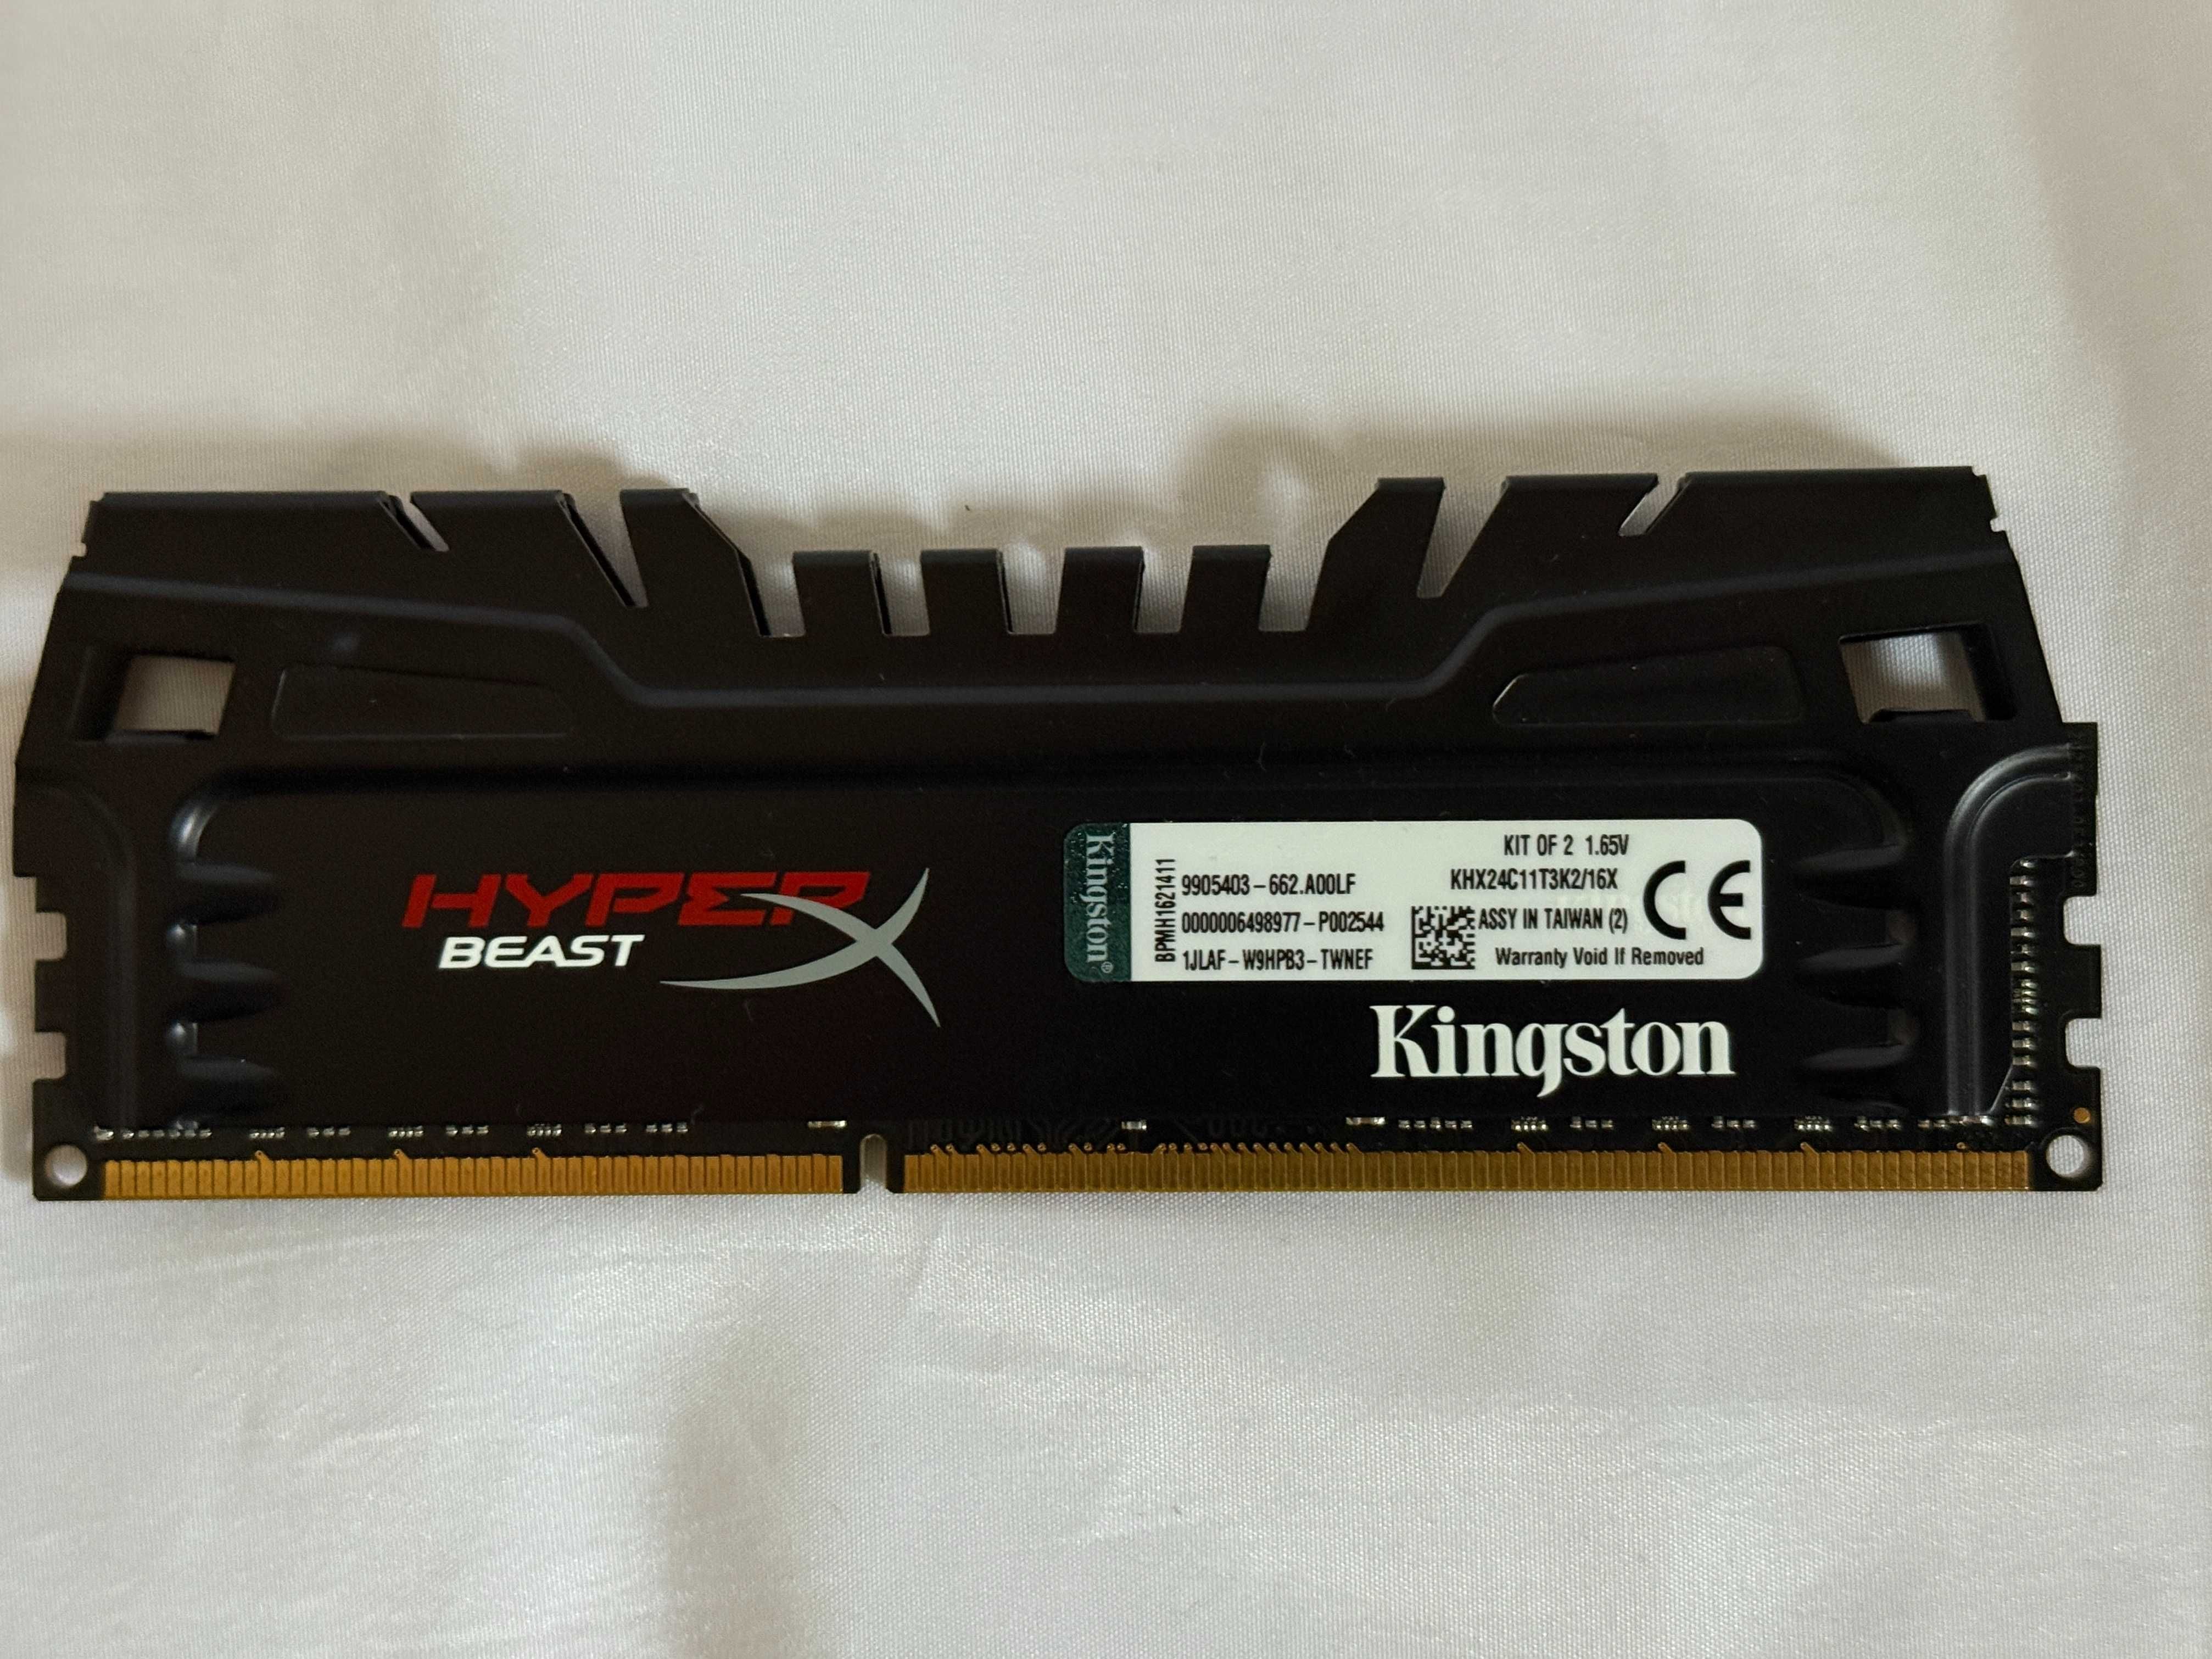 HYPERX
BEAST
Kingston
BPMH1621411
9905403-662.A00LF
0000006498977-P002544
1JLAF-W9HPB3-TWNEF
KIT OF 2 1.65V
KHX24C11T3K2/16X
ASSY IN TAIWAN (2)
Warranty Void If Removed
CE
Kingston